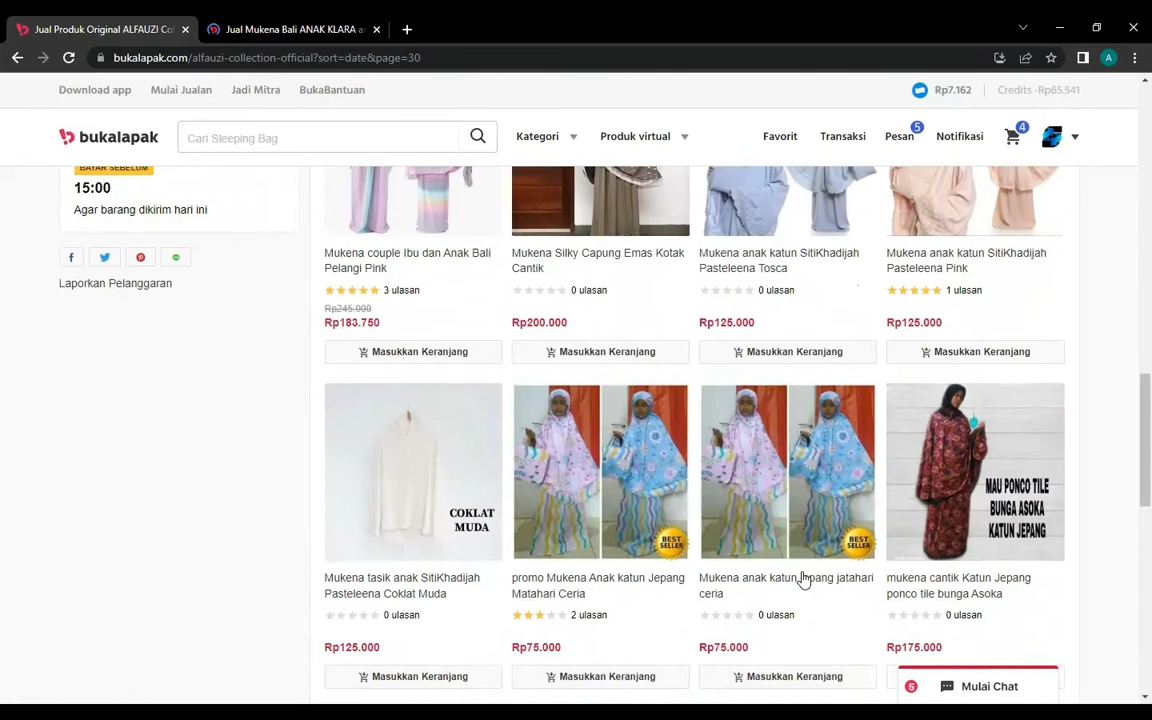 Jual Produk Original ALFAUZI Co
Jual Mukena Bali ANAK KLARA a
bukalapak.com/alfauzi-collection-official?sort=date&page=30
A
Download app
Mulai Jualan
Jadi Mitra
BukaBantuan
Rp7.162
Credits -Rp65.541
bukalapak
Cari Sleeping Bag
Kategori
Produk virtual
Favorit
Transaksi
Pesan
5
Notifikasi
4
BAYAR SEBELUM
15:00
Agar barang dikirim hari ini
Laporkan Pelanggaran
Mukena couple Ibu dan Anak Bali
Pelangi Pink
3 ulasan
Rp245.000
Rp183.750
Masukkan Keranjang
Mukena Silky Capung Emas Kotak
Cantik
0 ulasan
Rp200.000
Masukkan Keranjang
Mukena anak katun SitiKhadijah
Pasteleena Tosca
0 ulasan
Rp125.000
Masukkan Keranjang
Mukena anak katun SitiKhadijah
Pasteleena Pink
1 ulasan
Rp125.000
Masukkan Keranjang
COKLAT
MUDA
Mukena tasik anak SitiKhadijah
Pasteleena Coklat Muda
0 ulasan
Rp125.000
Masukkan Keranjang
BEST
SELLER
promo Mukena Anak katun Jepang
Matahari Ceria
2 ulasan
Rp75.000
Masukkan Keranjang
BEST
SELLER
Mukena anak katun jepang jatahari
ceria
0 ulasan
Rp75.000
Masukkan Keranjang
MAU PONCO TILE
BUNGA ASOKA
KATUN JEPANG
mukena cantik Katun Jepang
ponco tile bunga Asoka
0 ulasan
Rp175.000
5
Mulai Chat